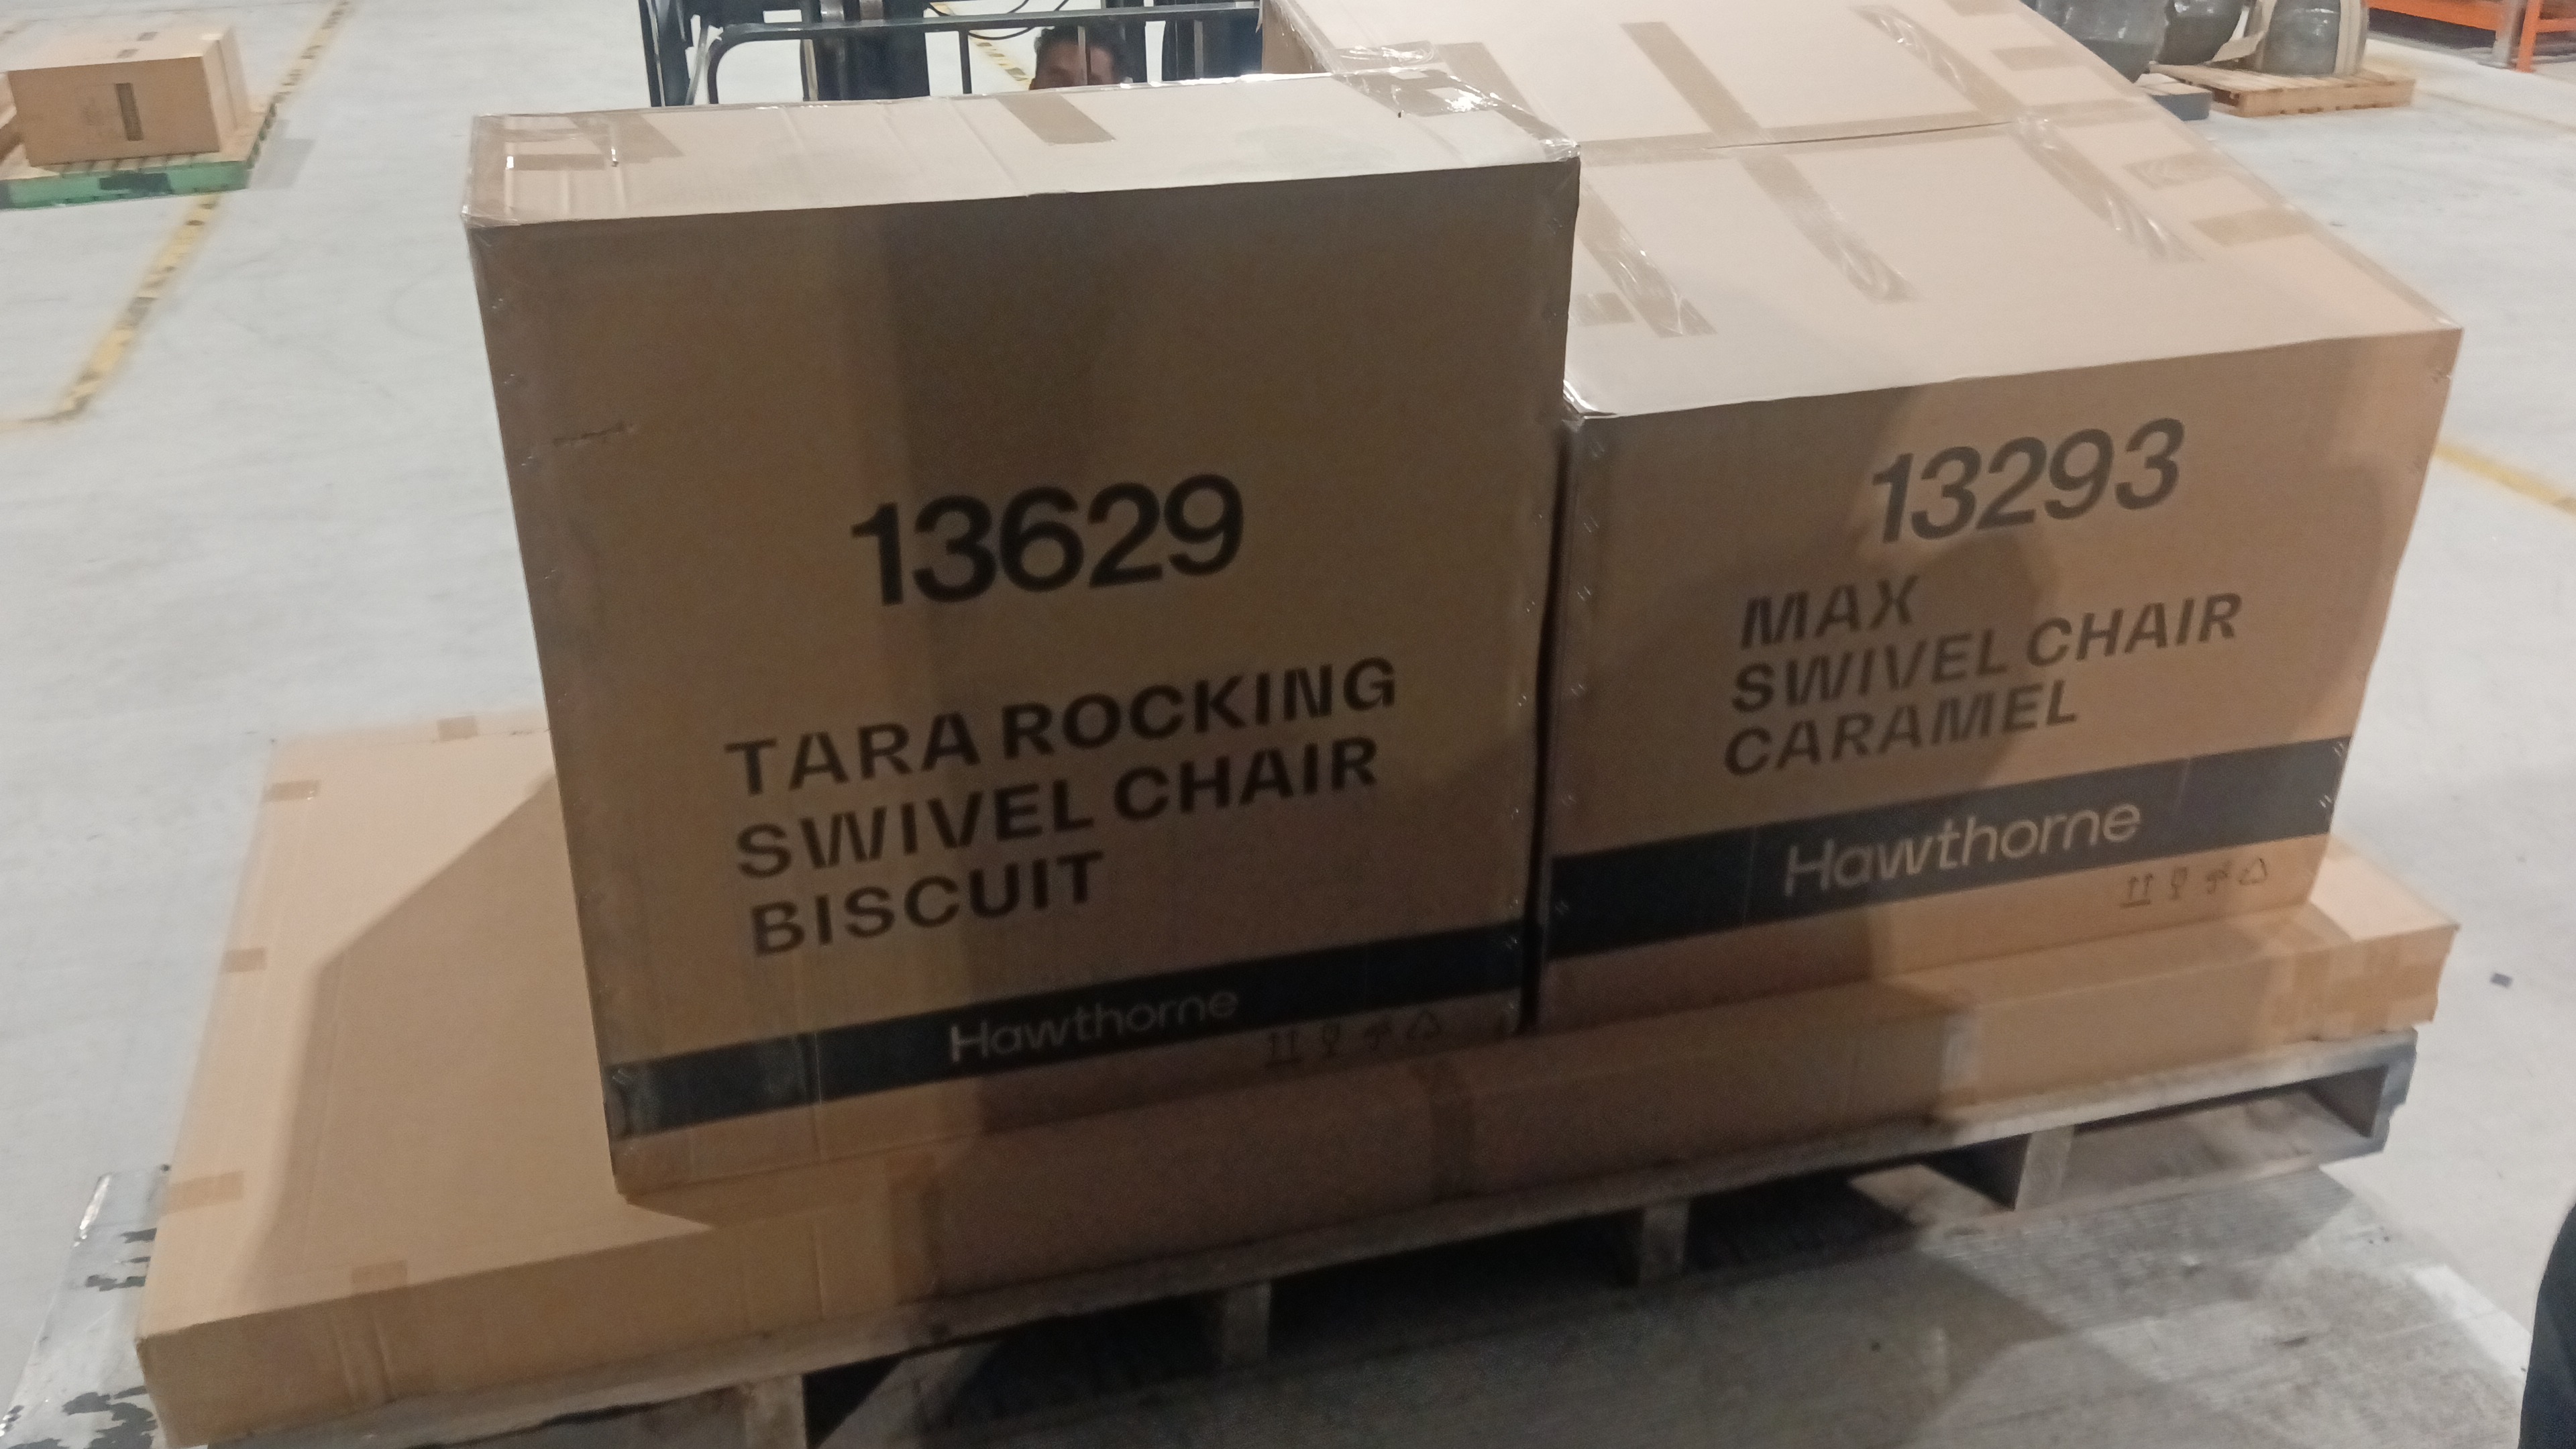 13629
TARA ROCKING
SWIVEL CHAIR
BISCUIT
Hawthorne
13293
MAX
SWIVEL CHAIR
CARAMEL
Hawthorne